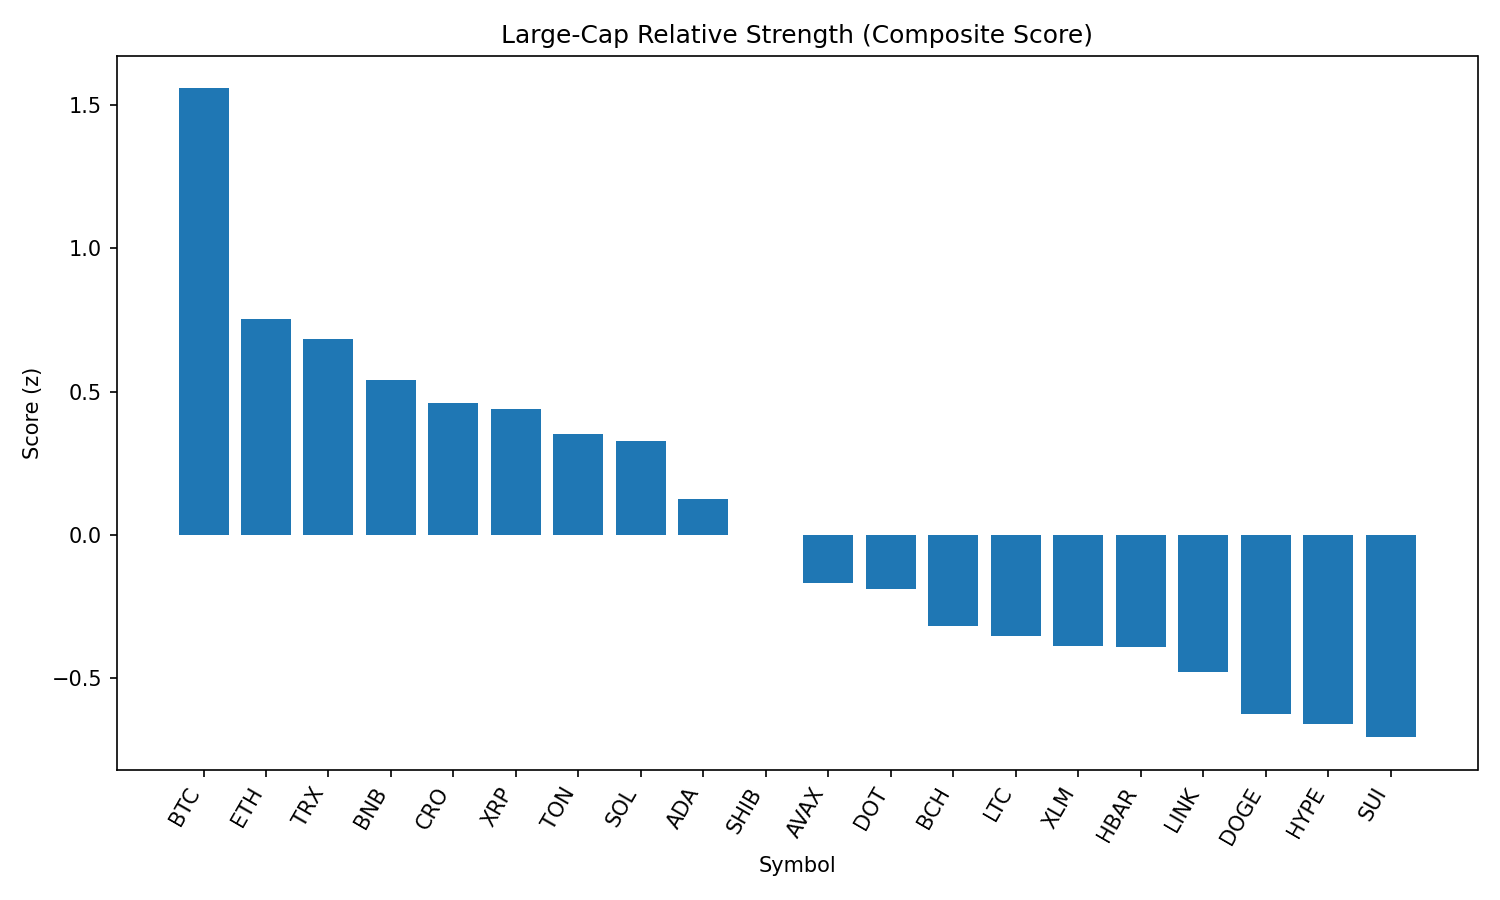 Large-Cap Relative Strength (Composite Score)
Score (z)
1.5
1.0
0.5
0.0
−0.5
BTC
ETH
TRX
BNB
CRO
XRP
TON
SOL
ADA
SHIB
AVAX
DOT
BCH
LTC
XLM
HBAR
LINK
DOGE
HYPE
SUI
Symbol